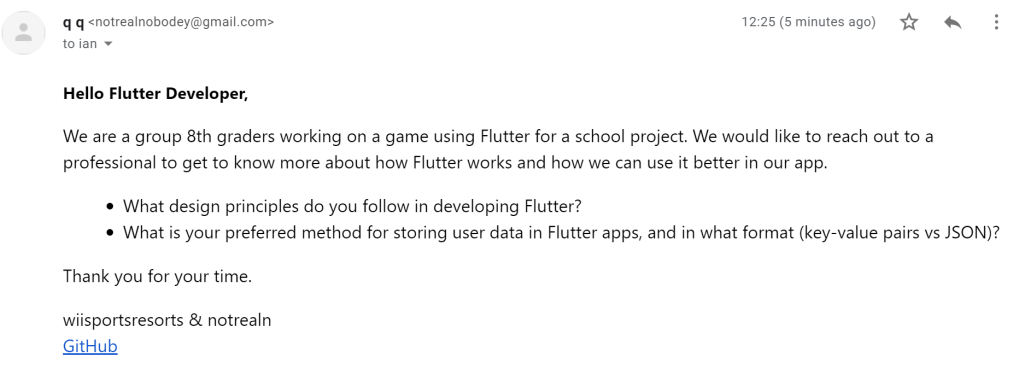 q q <notrealnobodey@gmail.com>
12:25 (5 minutes ago)
to ian
Hello Flutter Developer,
We are a group 8th graders working on a game using Flutter for a school project. We would like to reach out to a
professional to get to know more about how Flutter works and how we can use it better in our app.
• What design principles do you follow in developing Flutter?
• What is your preferred method for storing user data in Flutter apps, and in what format (key-value pairs vs JSON)?
Thank you for your time.
wiisportsresorts & notrealn
GitHub